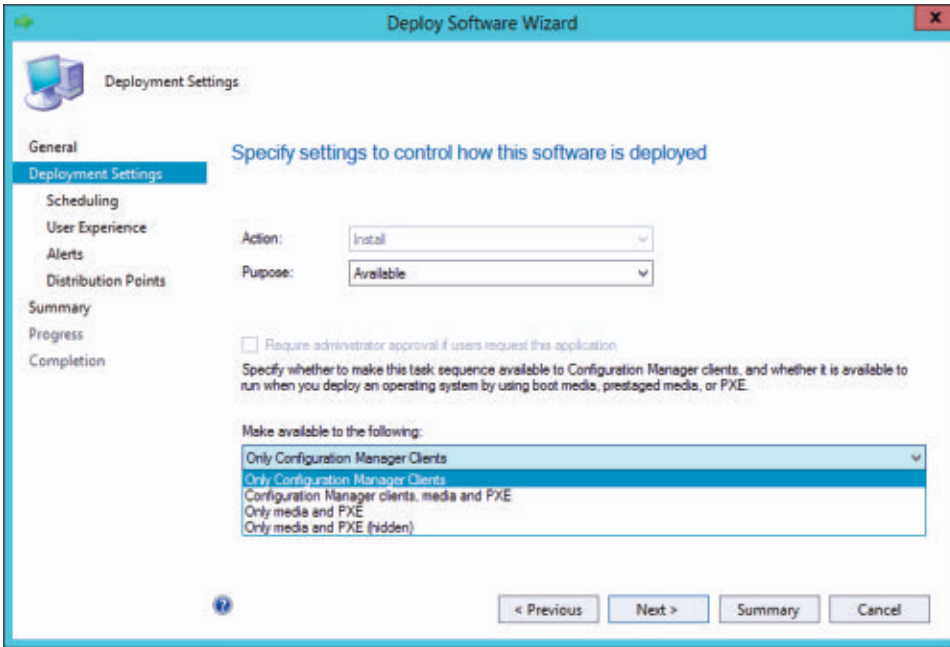 Deploy Software Wizard
x
Deployment Settings
General
Deployment Settings
Scheduling
User Experience
Alerts
Distribution Points
Summary
Progress
Completion
Specify settings to control how this software is deployed
Action: Install
Purpose: Available
Require administrator approval if users request this application
Specify whether to make this task sequence available to Configuration Manager clients, and whether it is available to
run when you deploy an operating system by using boot media, prestaged media, or PXE.
Make available to the following:
Only Configuration Manager Clients
Only Configuration Manager Clients
Configuration Manager clients, media and PXE
Only media and PXE
Only media and PXE (hidden)
?
< Previous
Next >
Summary
Cancel